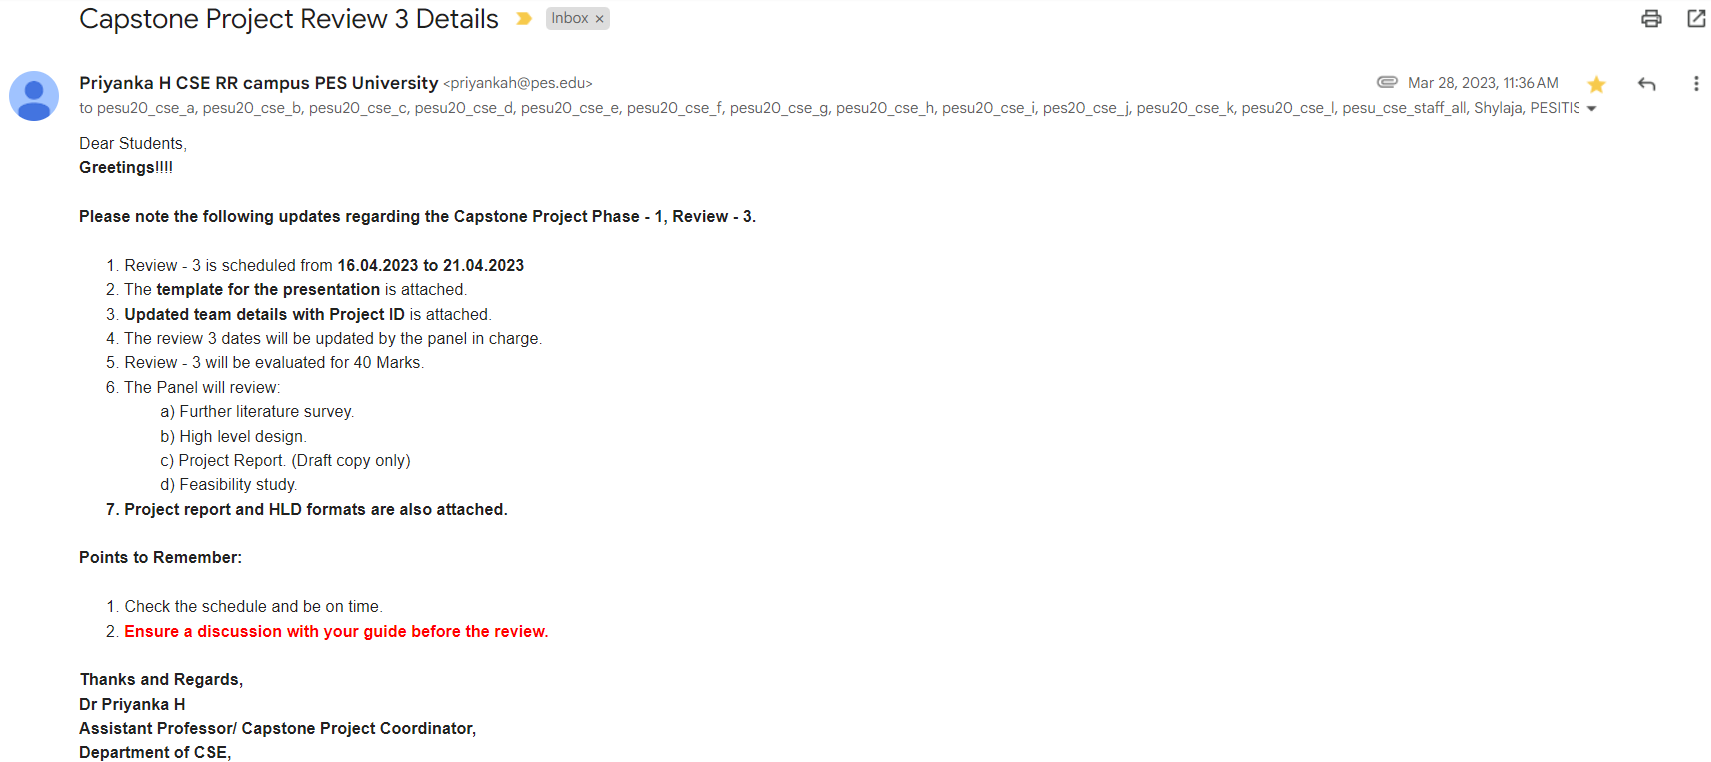 Capstone Project Review 3 Details Inbox ×
Priyanka H CSE RR campus PES University <priyankah@pes.edu> Mar 28, 2023, 11:36 AM
to pesu20_cse_a, pesu20_cse_b, pesu20_cse_c, pesu20_cse_d, pesu20_cse_e, pesu20_cse_f, pesu20_cse_g, pesu20_cse_h, pesu20_cse_i, pes20_cse_j, pesu20_cse_k, pesu20_cse_l, pesu_cse_staff_all, Shylaja, PESITIS
Dear Students,
Greetings!!!!
Please note the following updates regarding the Capstone Project Phase - 1, Review - 3.
1. Review - 3 is scheduled from 16.04.2023 to 21.04.2023
2. The template for the presentation is attached.
3. Updated team details with Project ID is attached.
4. The review 3 dates will be updated by the panel in charge.
5. Review - 3 will be evaluated for 40 Marks.
6. The Panel will review:
a) Further literature survey.
b) High level design.
c) Project Report. (Draft copy only)
d) Feasibility study.
7. Project report and HLD formats are also attached.
Points to Remember:
1. Check the schedule and be on time.
2. Ensure a discussion with your guide before the review.
Thanks and Regards,
Dr Priyanka H
Assistant Professor/ Capstone Project Coordinator,
Department of CSE,